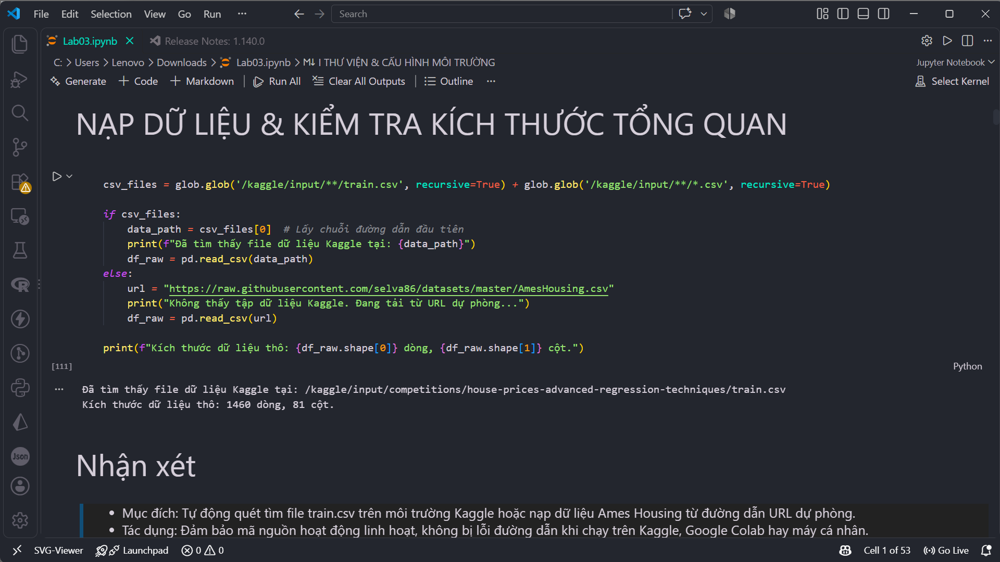 File Edit Selection View Go Run ··· Search
Lab03.ipynb Release Notes: 1.140.0
C: > Users > Lenovo > Downloads > Lab03.ipynb > M↓ I THƯ VIỆN & CẤU HÌNH MÔI TRƯỜNG Jupyter Notebook
Generate + Code + Markdown Run All Clear All Outputs Outline ··· Select Kernel
NẠP DỮ LIỆU & KIỂM TRA KÍCH THƯỚC TỔNG QUAN
csv_files = glob.glob('/kaggle/input/**/train.csv', recursive=True) + glob.glob('/kaggle/input/**/*.csv', recursive=True)
if csv_files:
data_path = csv_files[0] # Lấy chuỗi đường dẫn đầu tiên
print(f"Đã tìm thấy file dữ liệu Kaggle tại: {data_path}")
df_raw = pd.read_csv(data_path)
else:
url = "https://raw.githubusercontent.com/selva86/datasets/master/AmesHousing.csv"
print("Không thấy tập dữ liệu Kaggle. Đang tải từ URL dự phòng...")
df_raw = pd.read_csv(url)
print(f"Kích thước dữ liệu thô: {df_raw.shape[0]} dòng, {df_raw.shape[1]} cột.")
[111] Python
Đã tìm thấy file dữ liệu Kaggle tại: /kaggle/input/competitions/house-prices-advanced-regression-techniques/train.csv
Kích thước dữ liệu thô: 1460 dòng, 81 cột.
Json
Nhận xét
• Mục đích: Tự động quét tìm file train.csv trên môi trường Kaggle hoặc nạp dữ liệu Ames Housing từ đường dẫn URL dự phòng.
• Tác dụng: Đảm bảo mã nguồn hoạt động linh hoạt, không bị lỗi đường dẫn khi chạy trên Kaggle, Google Colab hay máy cá nhân.
SVG-Viewer Launchpad 0 0 Cell 1 of 53 Go Live